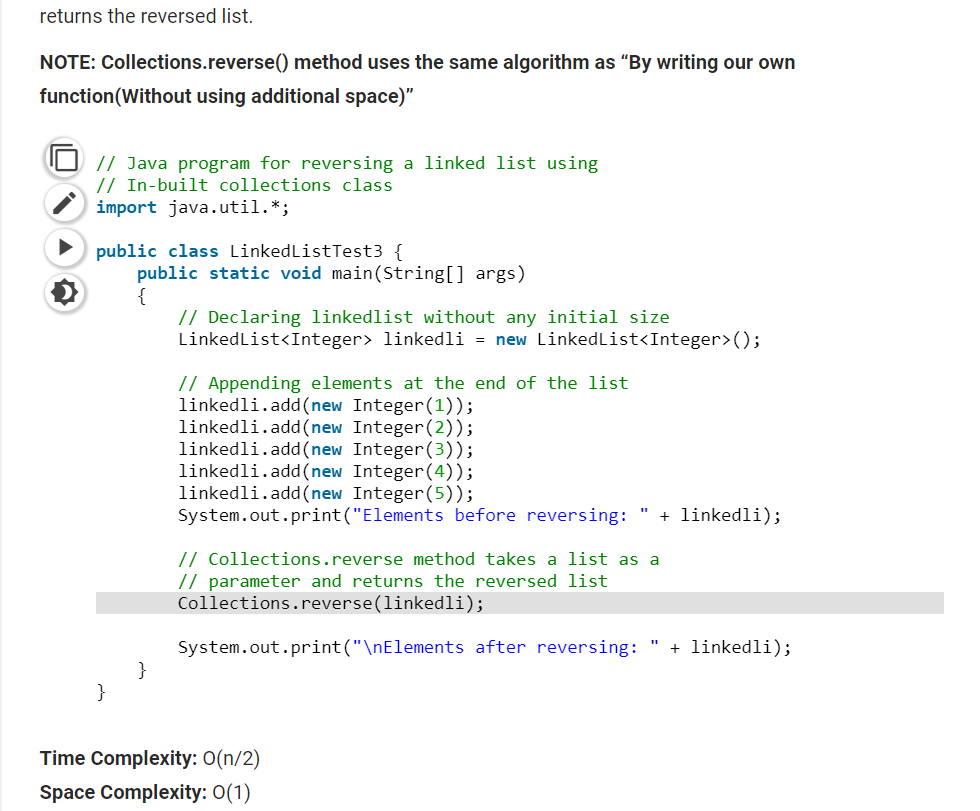 returns the reversed list.
NOTE: Collections.reverse() method uses the same algorithm as “By writing our own
function(Without using additional space)”
// Java program for reversing a linked list using
// In-built collections class
import java.util.*;
public class LinkedListTest3 {
    public static void main(String[] args)
    {
        // Declaring linkedlist without any initial size
        LinkedList<Integer> linkedli = new LinkedList<Integer>();
        // Appending elements at the end of the list
        linkedli.add(new Integer(1));
        linkedli.add(new Integer(2));
        linkedli.add(new Integer(3));
        linkedli.add(new Integer(4));
        linkedli.add(new Integer(5));
        System.out.print("Elements before reversing: " + linkedli);
        // Collections.reverse method takes a list as a
        // parameter and returns the reversed list
        Collections.reverse(linkedli);
        System.out.print("\nElements after reversing: " + linkedli);
    }
}
Time Complexity: O(n/2)
Space Complexity: O(1)